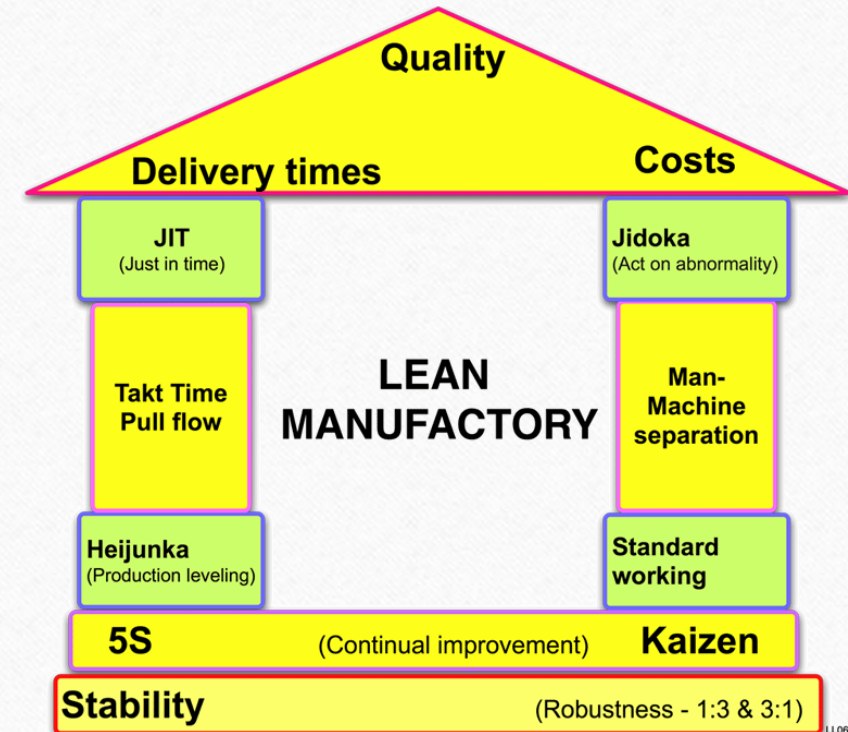 Quality
Delivery times
Costs
JIT
(Just in time)
Jidoka
(Act on abnormality)
Takt Time
Pull flow
LEAN
MANUFACTORY
Man-
Machine
separation
Heijunka
(Production leveling)
Standard
working
5S (Continual improvement) Kaizen
Stability (Robustness - 1:3 & 3:1)